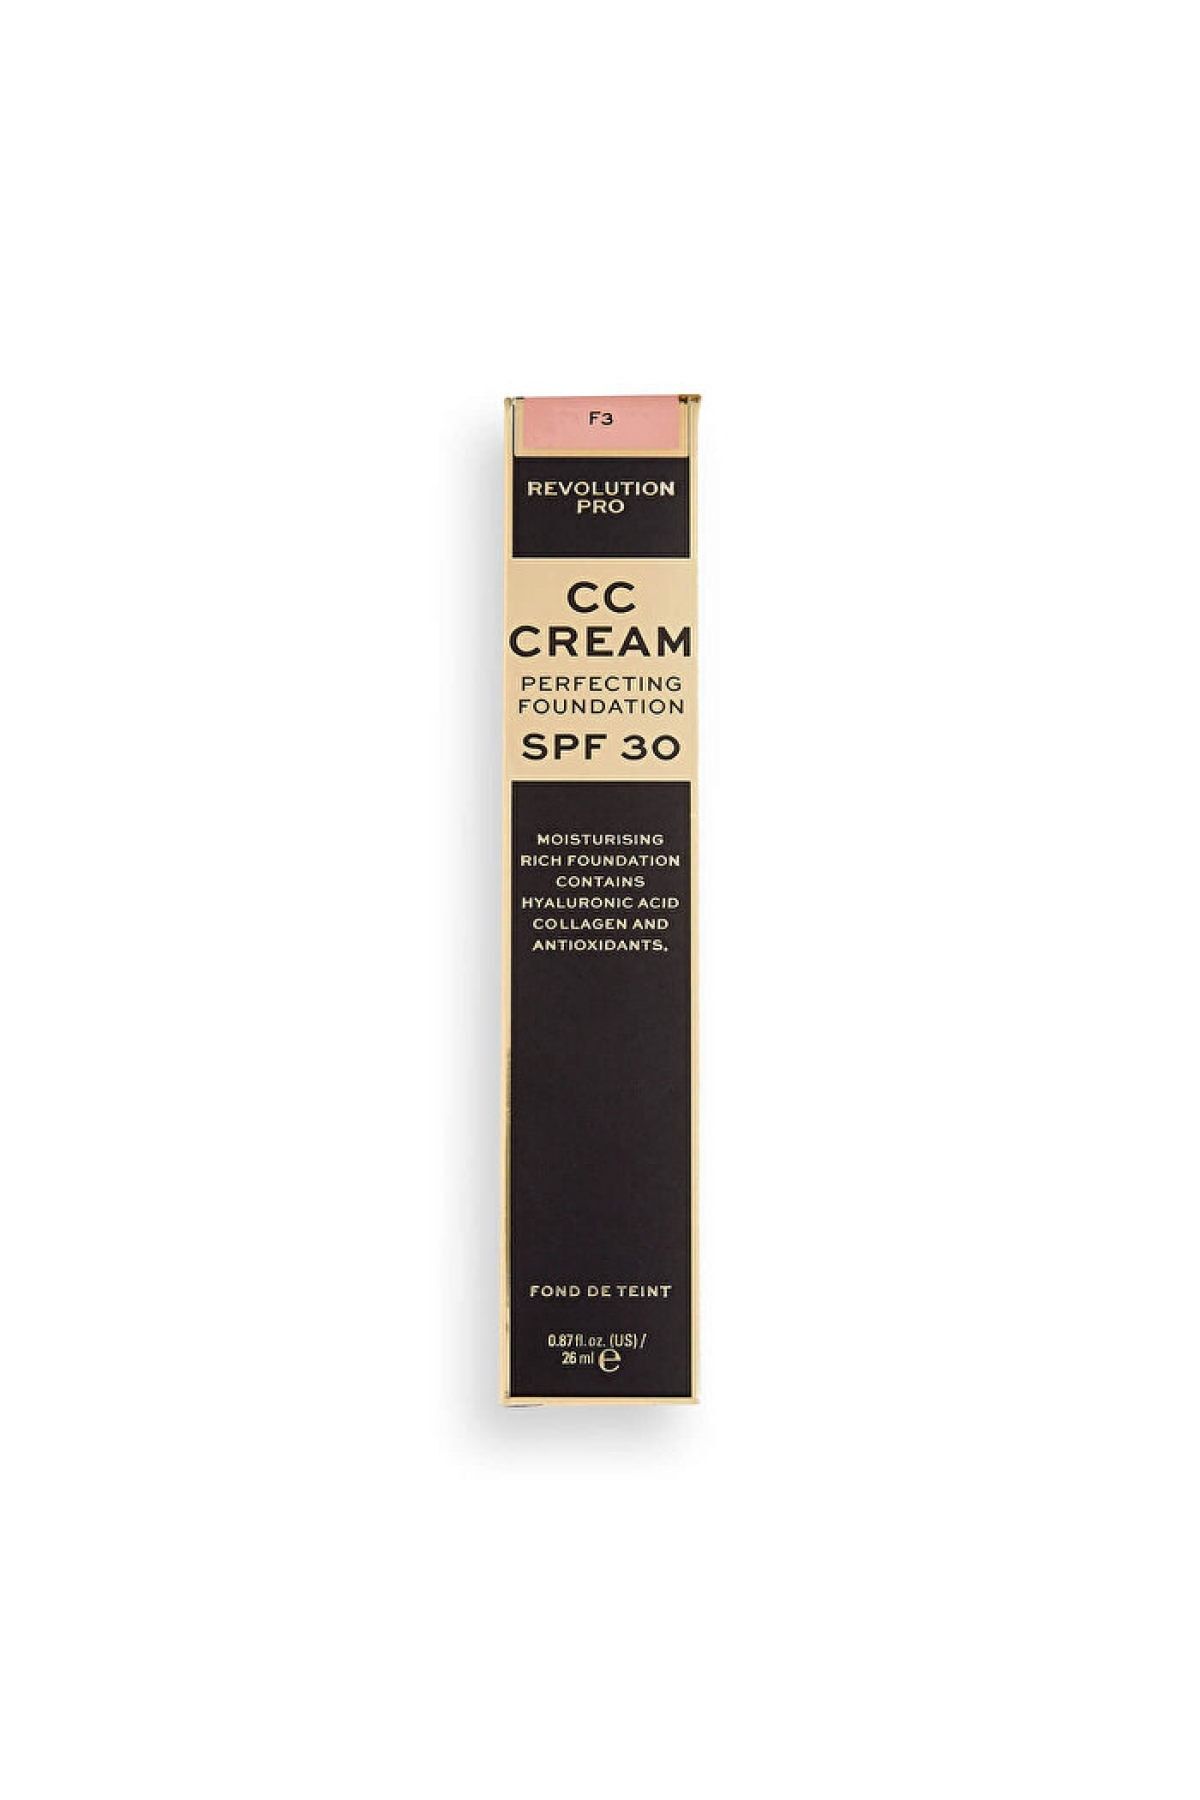 F3
REVOLUTION
PRO
CC
CREAM
PERFECTING
FOUNDATION
SPF 30
MOISTURISING
RICH FOUNDATION
CONTAINS
HYALURONIC ACID
COLLAGEN AND
ANTIOXIDANTS.
FOND DE TEINT
0.87 fl. oz. (US) /
26 ml ℮